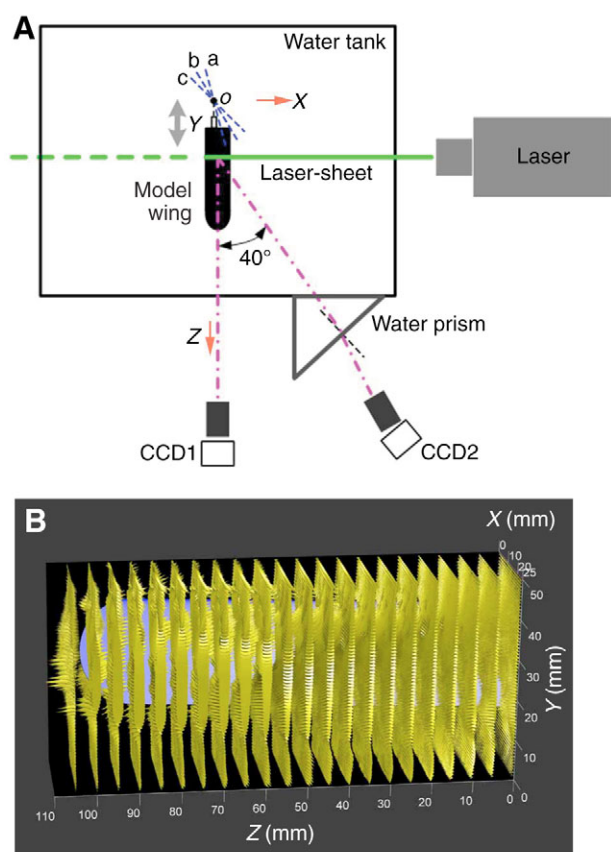 A
Water tank
a
b
c
o
X
Y
Laser-sheet
Laser
Model
wing
40°
Water prism
Z
CCD1
CCD2
B
X (mm)
0
10
20
25
50
40
30
20
10
0
Y (mm)
110
100
90
80
70
60
50
40
30
20
10
0
Z (mm)